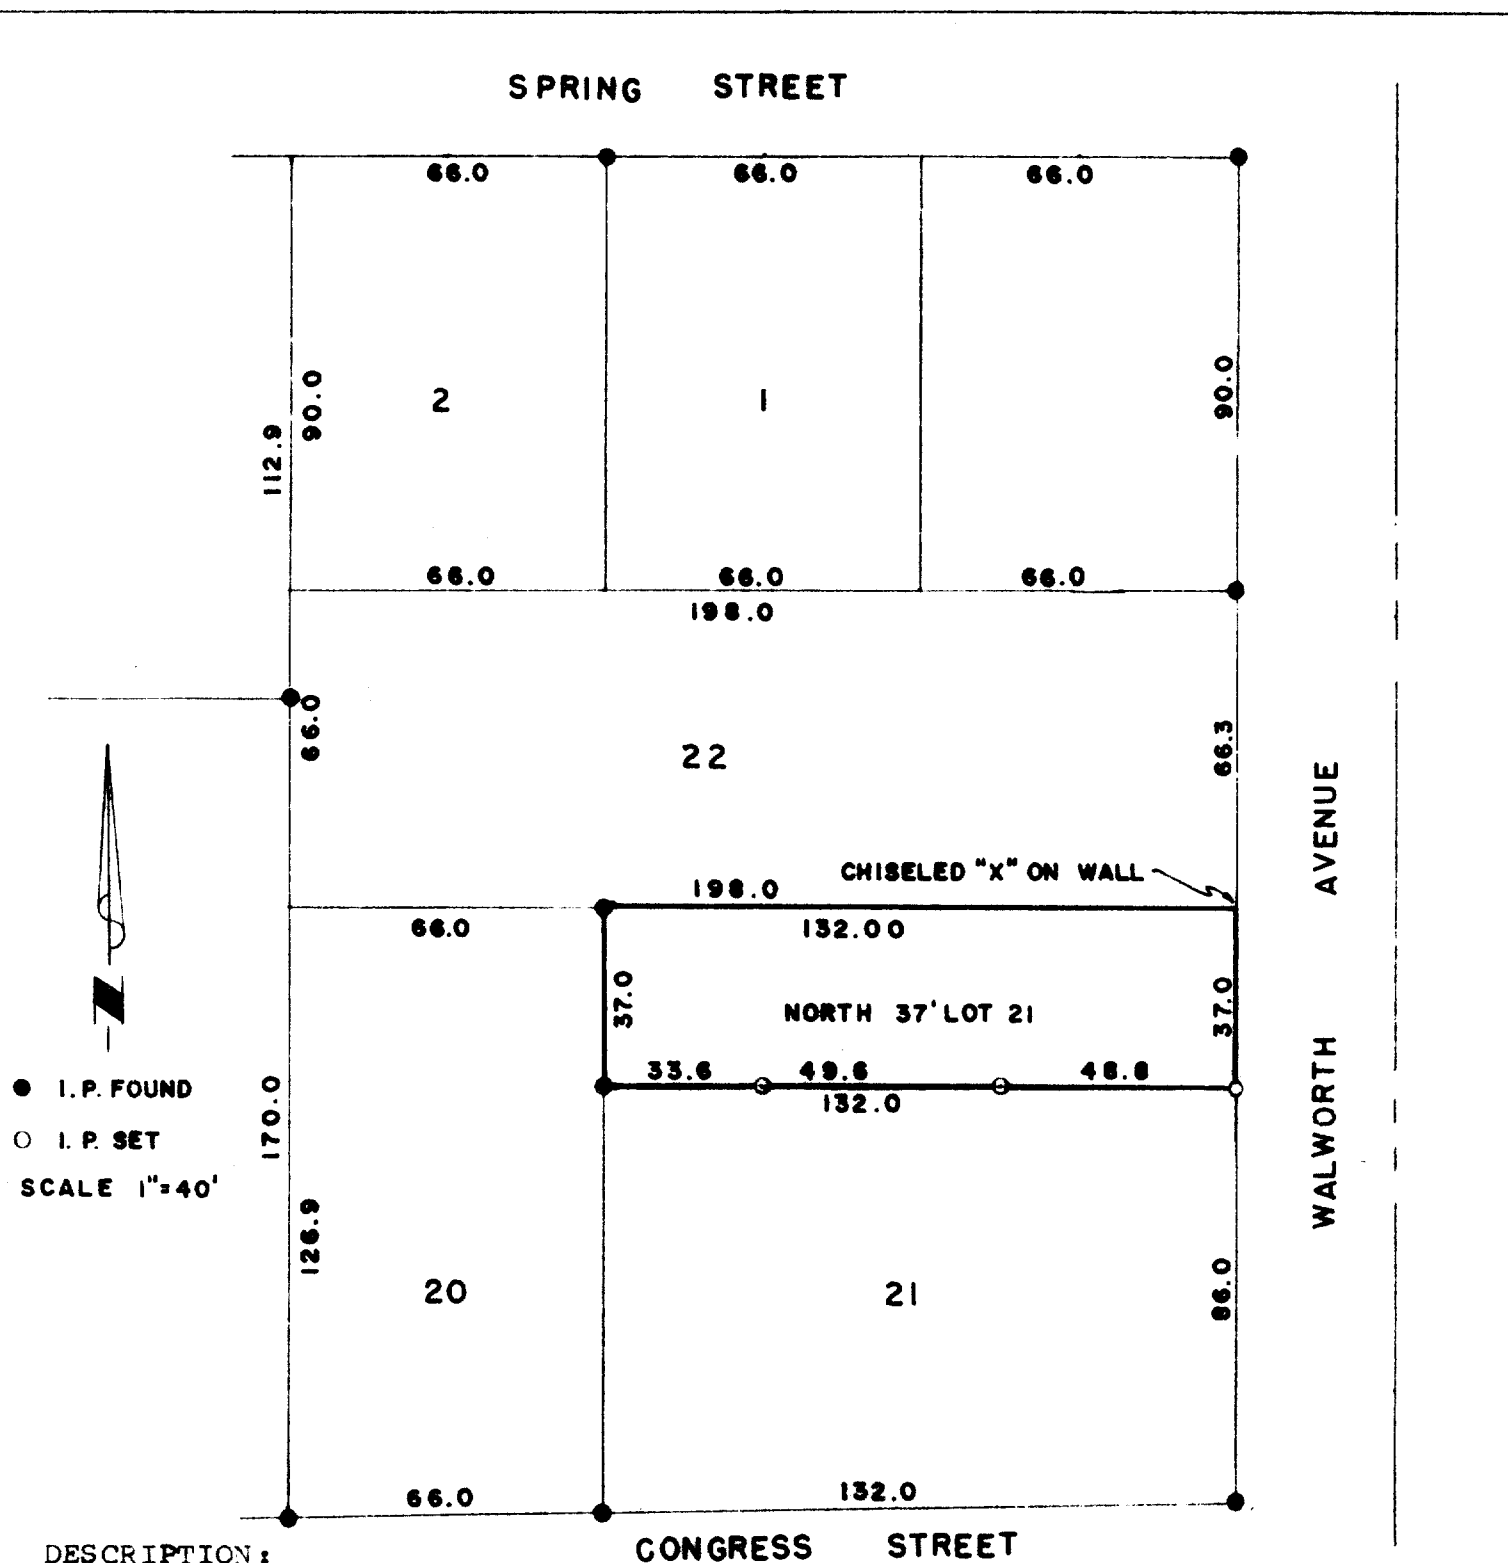 SPRING STREET
66.0 66.0 66.0
90.0
90.0
112.9
2 1
66.0 66.0 66.0
198.0
66.0
66.3
22
AVENUE
CHISELED "X" ON WALL
198.0
66.0 132.00
37.0
37.0
NORTH 37' LOT 21
N
33.6 49.6 48.8
132.0
● I.P. FOUND
○ I.P. SET
SCALE 1"=40'
170.0
WALWORTH
126.9
86.0
20 21
66.0 132.0
CONGRESS STREET
DESCRIPTION: